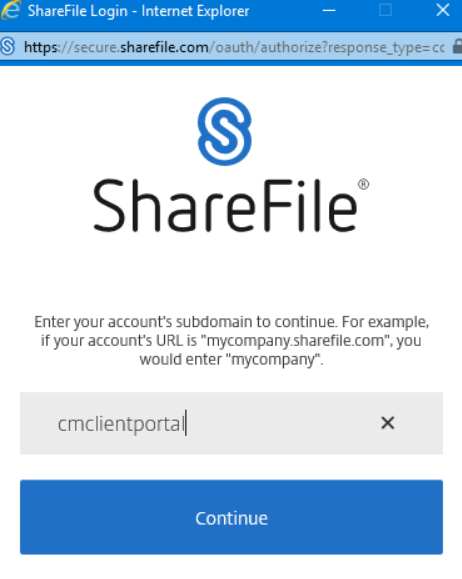 ShareFile Login - Internet Explorer
https://secure.sharefile.com/oauth/authorize?response_type=cc
ShareFile®
Enter your account's subdomain to continue. For example,
if your account's URL is "mycompany.sharefile.com", you
would enter "mycompany".
cmclientportal
Continue